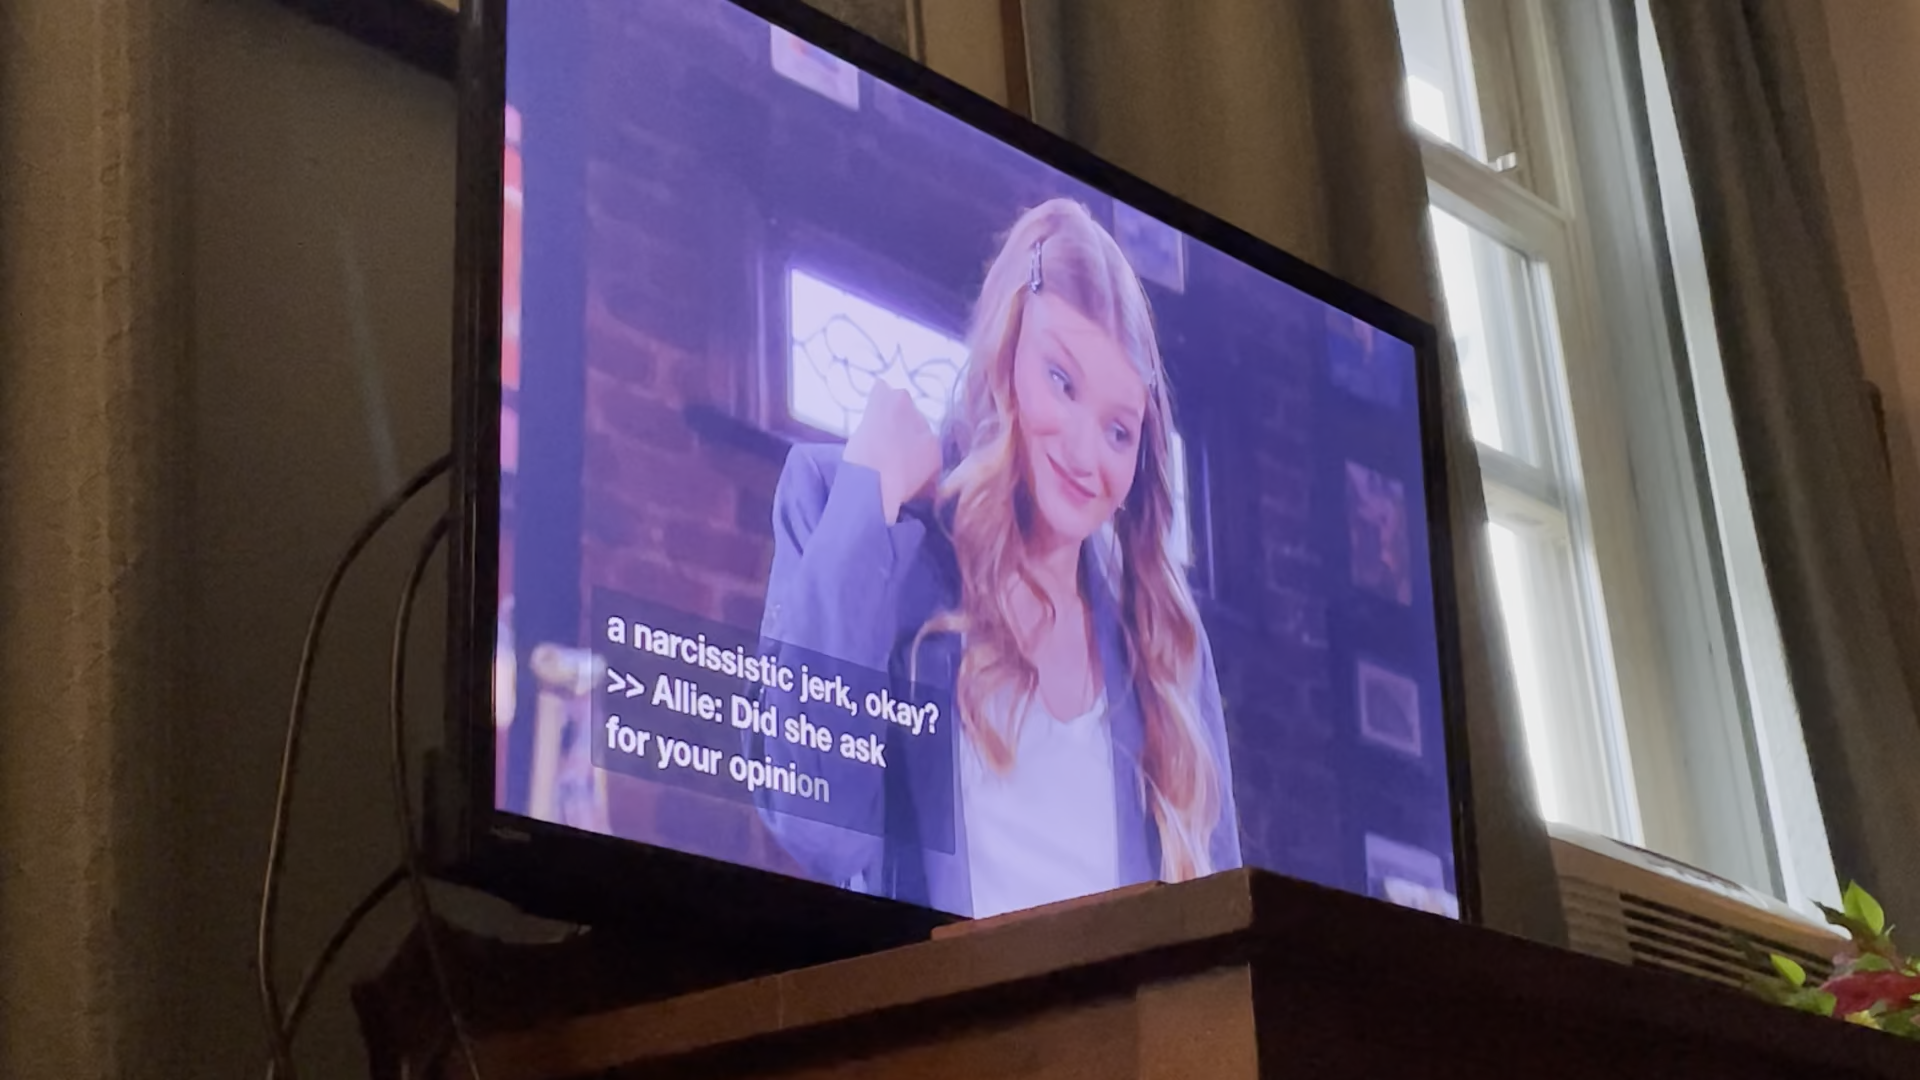 a narcissistic jerk, okay?
>> Allie: Did she ask
for your opinion